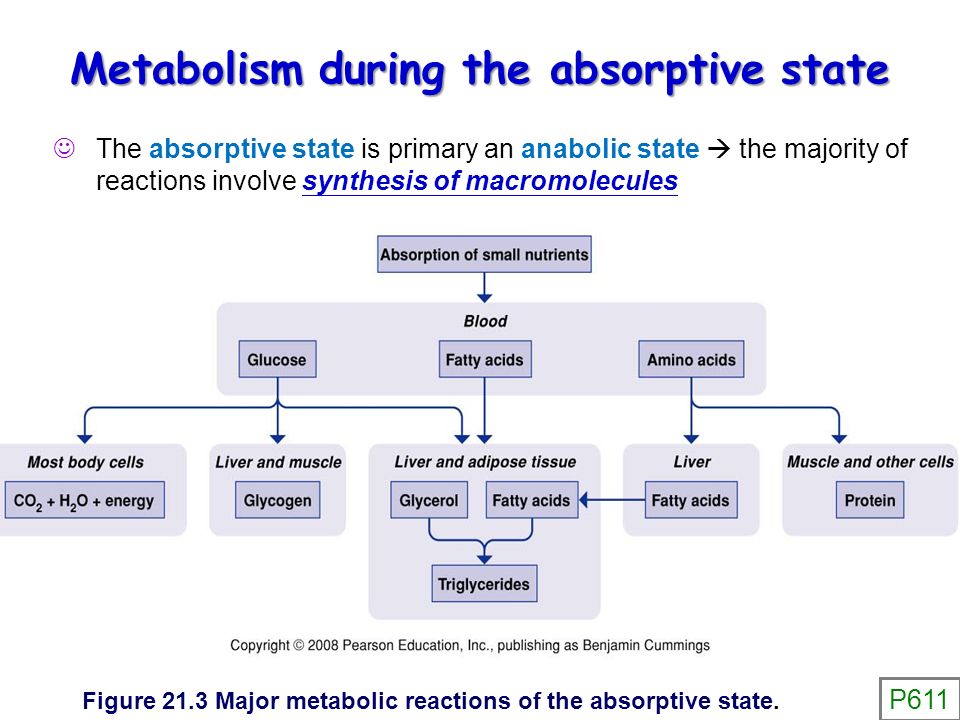 Metabolism during the absorptive state
☺ The absorptive state is primary an anabolic state → the majority of
reactions involve synthesis of macromolecules
Absorption of small nutrients
Blood
Glucose
Fatty acids
Amino acids
Most body cells
CO₂ + H₂O + energy
Liver and muscle
Glycogen
Liver and adipose tissue
Glycerol
Fatty acids
Triglycerides
Liver
Fatty acids
Muscle and other cells
Protein
Copyright © 2008 Pearson Education, Inc., publishing as Benjamin Cummings
Figure 21.3 Major metabolic reactions of the absorptive state.
P611